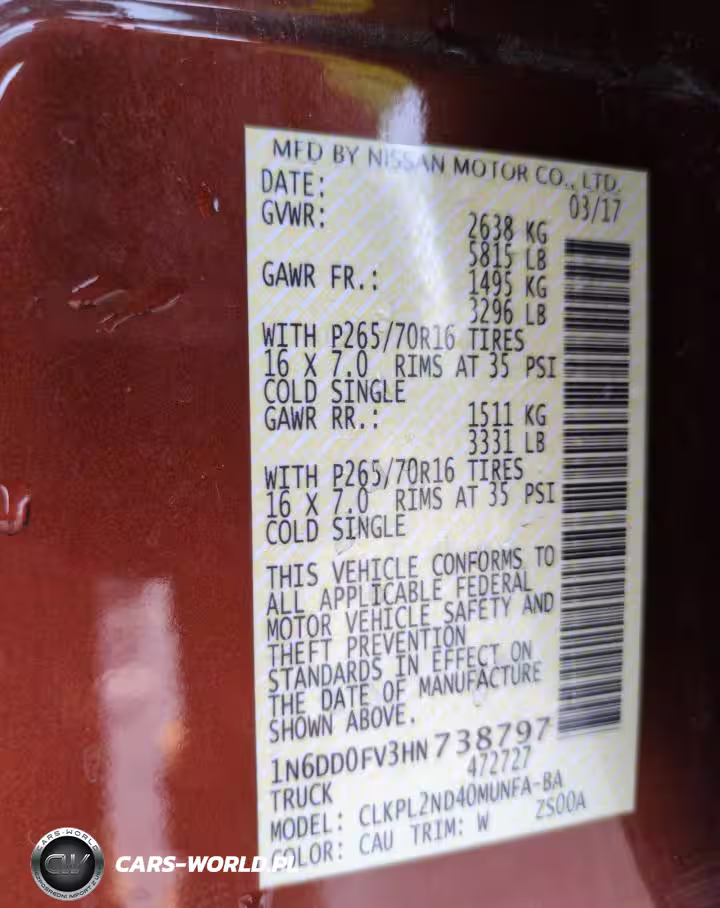 MFD BY NISSAN MOTOR CO., LTD.
DATE: 03/17
GVWR: 2638 KG
5815 LB
GAWR FR.: 1495 KG
3296 LB
WITH P265/70R16 TIRES
16 X 7.0 RIMS AT 35 PSI
COLD SINGLE
GAWR RR.: 1511 KG
3331 LB
WITH P265/70R16 TIRES
16 X 7.0 RIMS AT 35 PSI
COLD SINGLE
THIS VEHICLE CONFORMS TO
ALL APPLICABLE FEDERAL
MOTOR VEHICLE SAFETY AND
THEFT PREVENTION
STANDARDS IN EFFECT ON
THE DATE OF MANUFACTURE
SHOWN ABOVE.
1N6DD0FV3HN738797
472727
TRUCK
MODEL: CLKPL2ND40MUNFA-BA
COLOR: CAU TRIM: W ZS00A
CARS-WORLD
CW
CARS-WORLD.PL